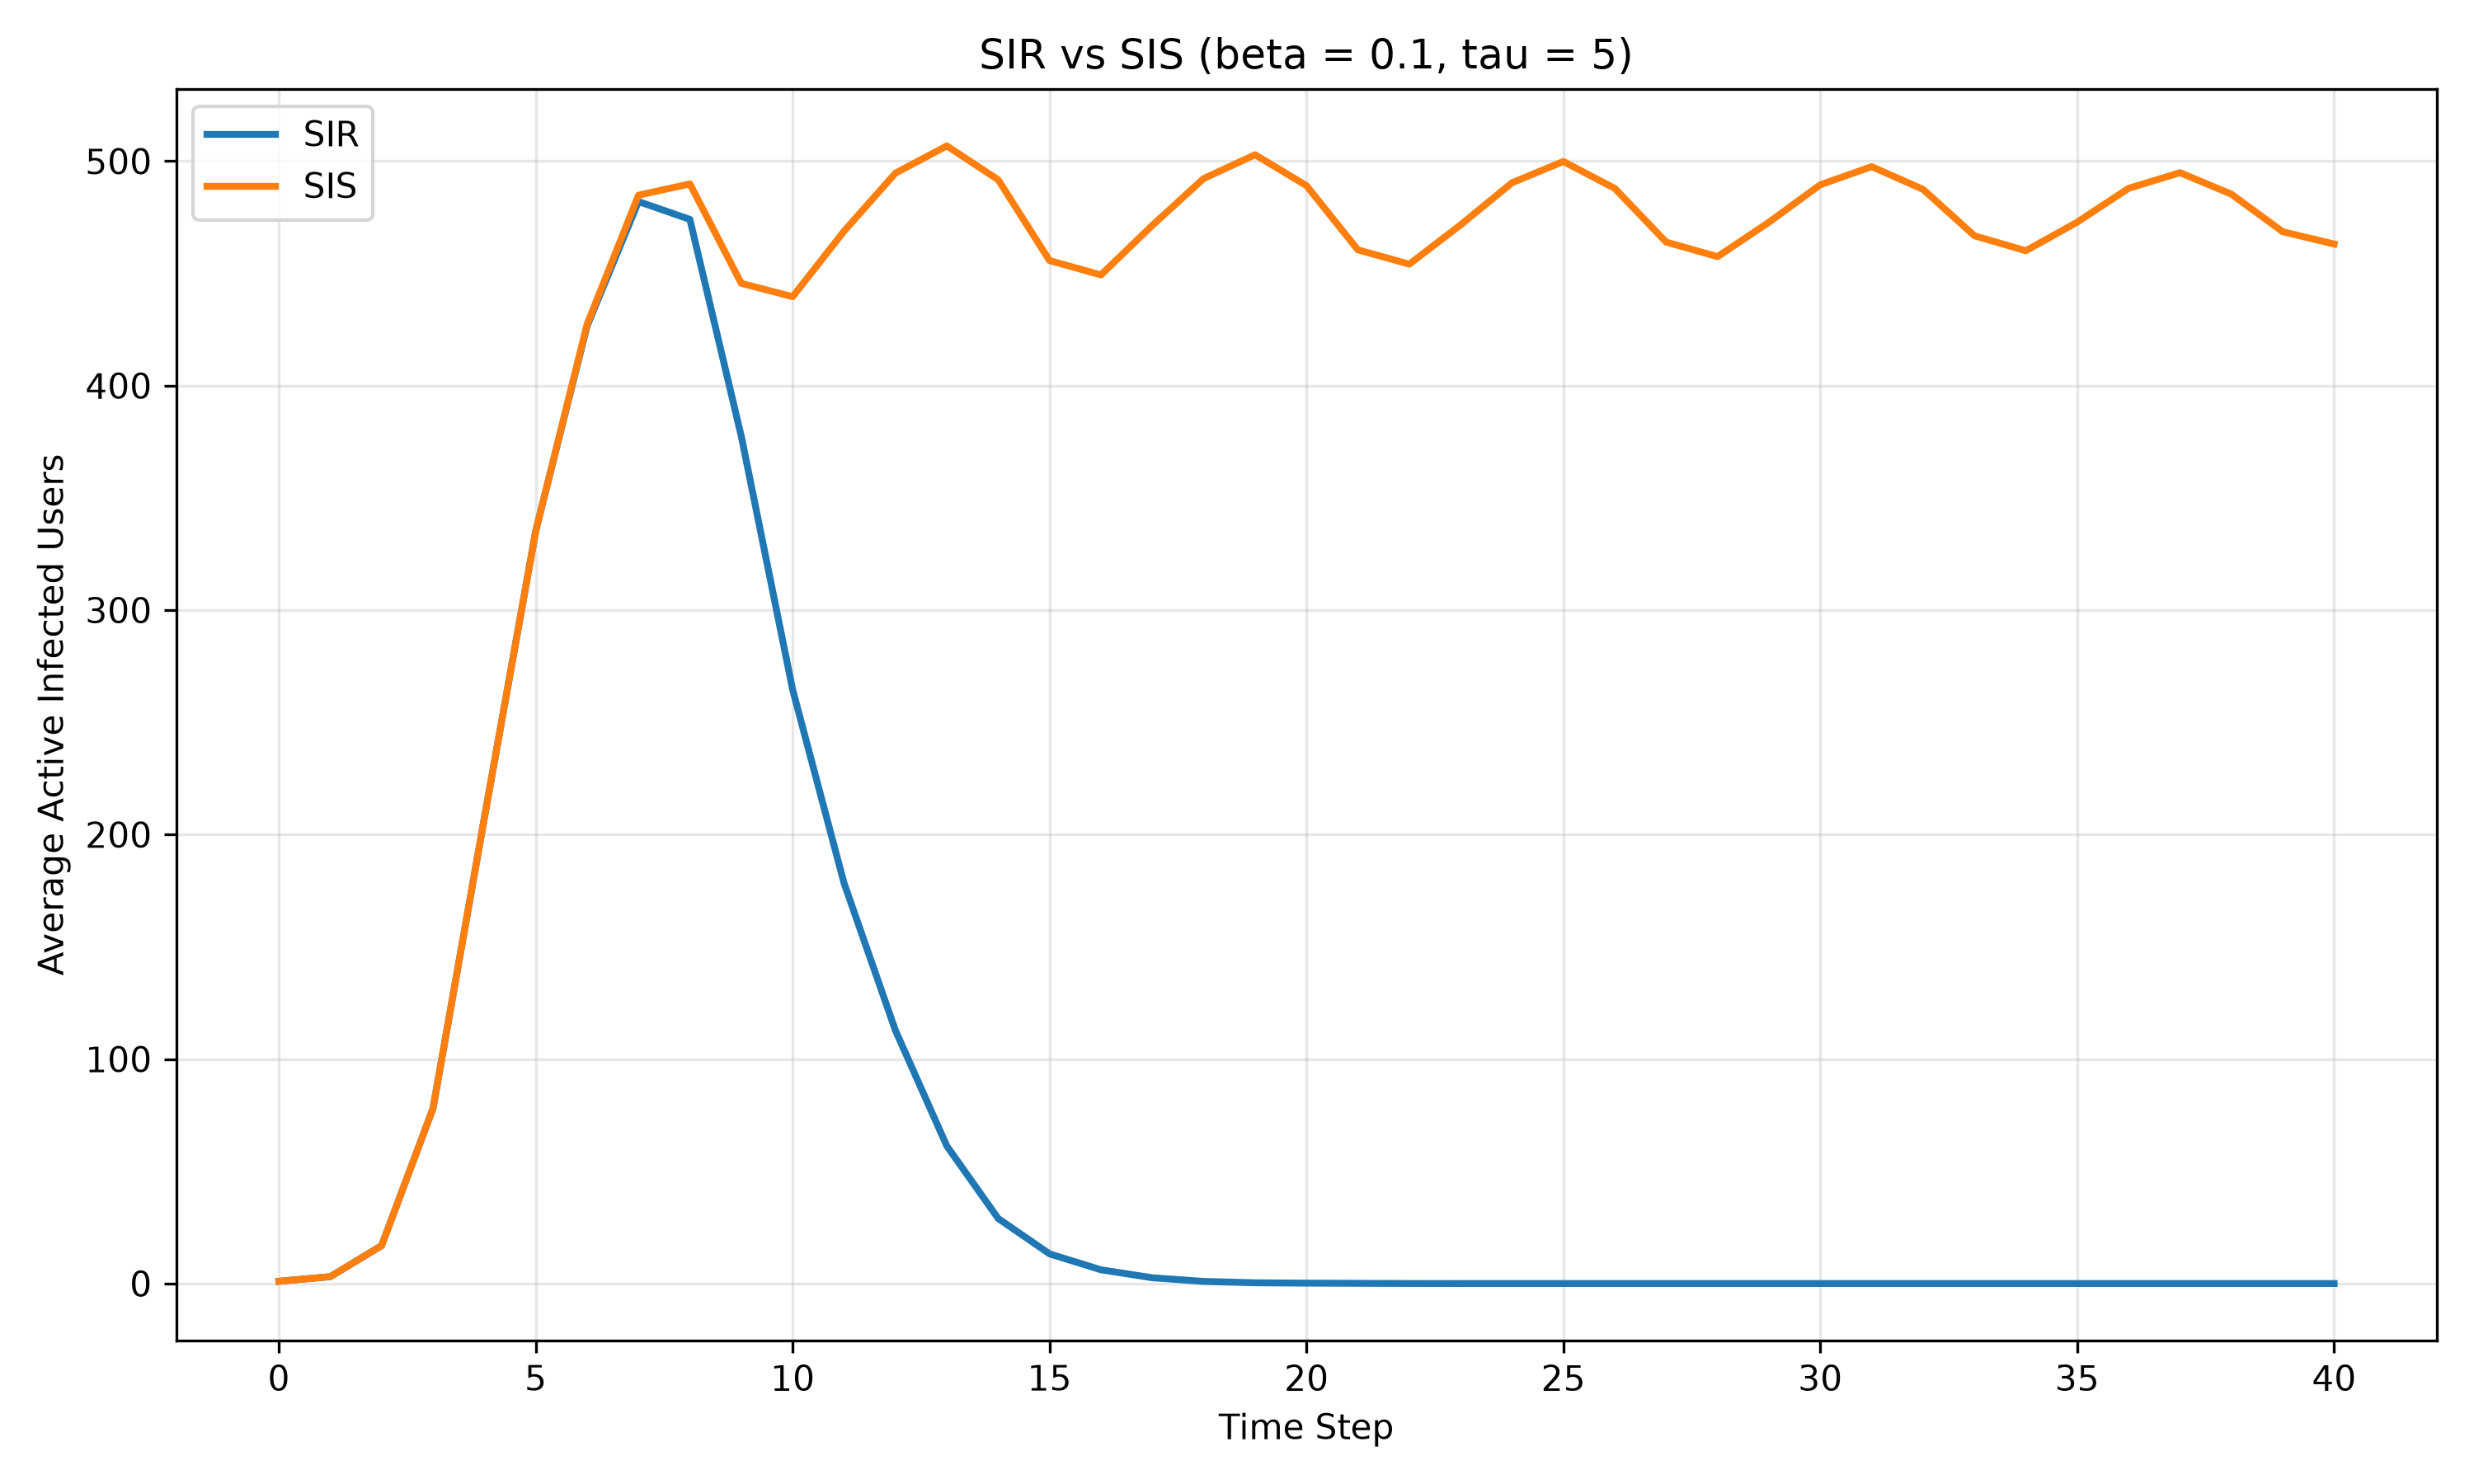 SIR vs SIS (beta = 0.1, tau = 5)
SIR
SIS
Average Active Infected Users
500
400
300
200
100
0
0 5 10 15 20 25 30 35 40
Time Step